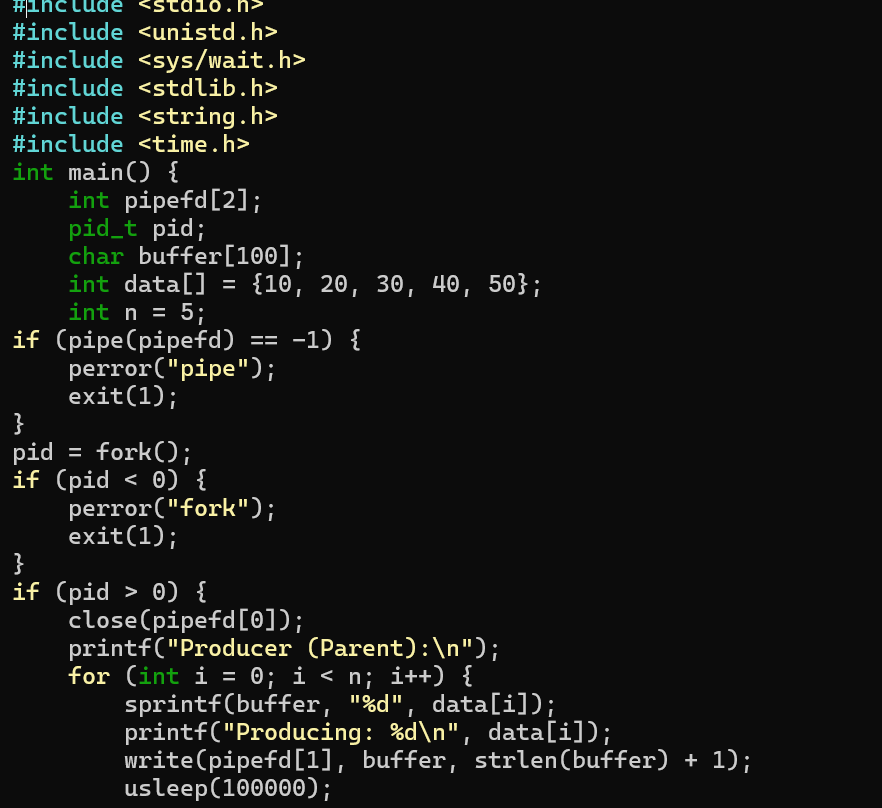 #include <stdio.h>
#include <unistd.h>
#include <sys/wait.h>
#include <stdlib.h>
#include <string.h>
#include <time.h>
int main() {
    int pipefd[2];
    pid_t pid;
    char buffer[100];
    int data[] = {10, 20, 30, 40, 50};
    int n = 5;
if (pipe(pipefd) == -1) {
    perror("pipe");
    exit(1);
}
pid = fork();
if (pid < 0) {
    perror("fork");
    exit(1);
}
if (pid > 0) {
    close(pipefd[0]);
    printf("Producer (Parent):\n");
    for (int i = 0; i < n; i++) {
        sprintf(buffer, "%d", data[i]);
        printf("Producing: %d\n", data[i]);
        write(pipefd[1], buffer, strlen(buffer) + 1);
        usleep(100000);